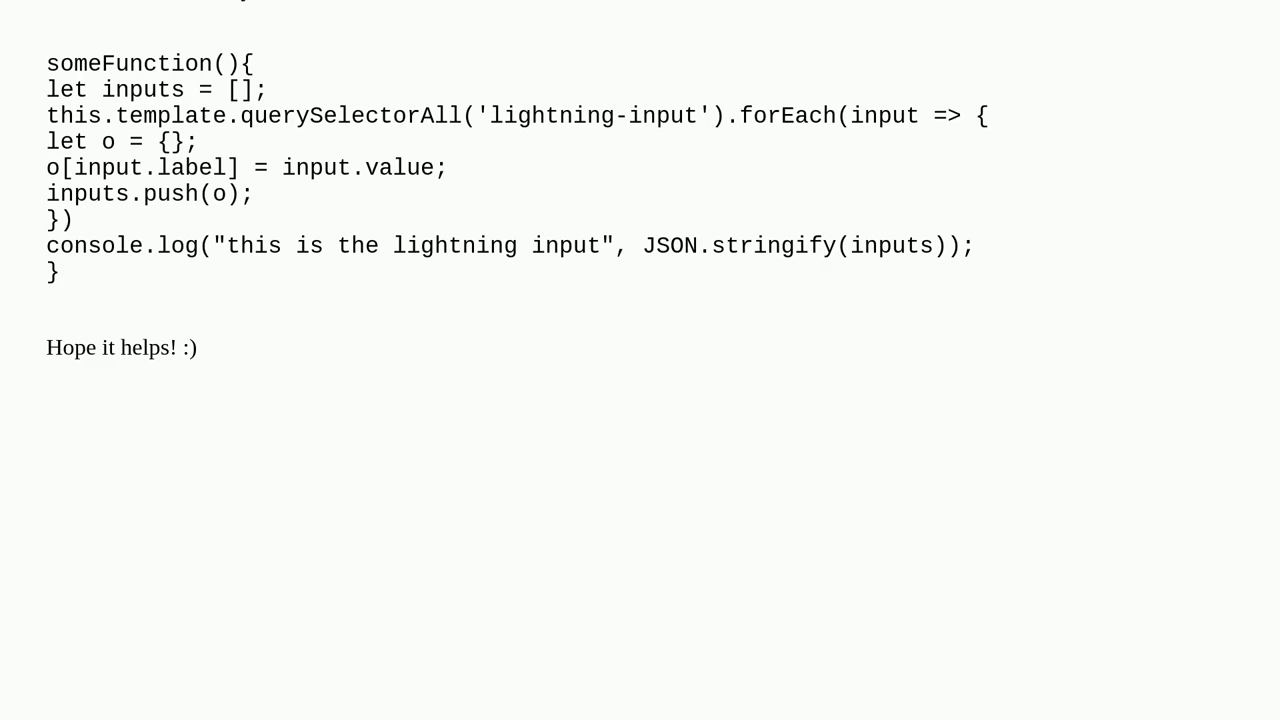 someFunction(){
let inputs = [];
this.template.querySelectorAll('lightning-input').forEach(input => {
let o = {};
o[input.label] = input.value;
inputs.push(o);
})
console.log("this is the lightning input", JSON.stringify(inputs));
}
Hope it helps! :)